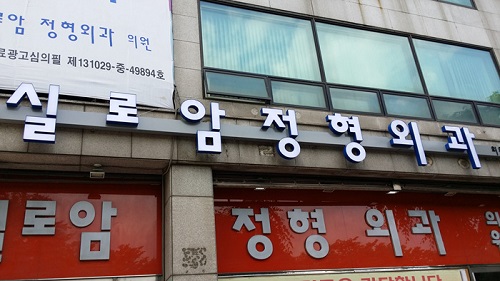 로암 정형외과 의원
료광고심의필 제131029-중-49894호
실로암정형외과
실로암
정형외과